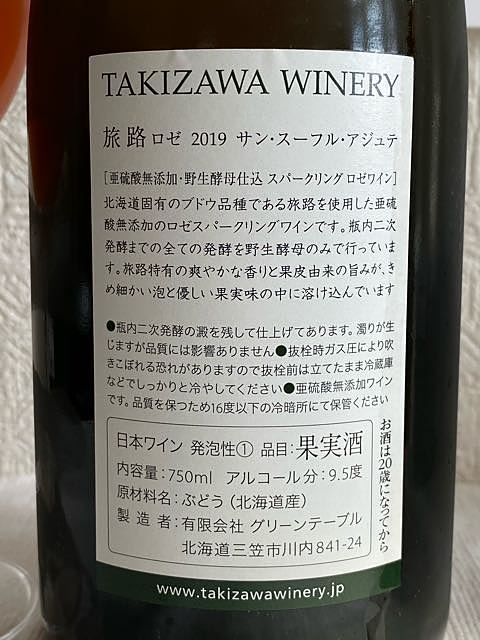 TAKIZAWA WINERY
旅路ロゼ 2019 サン・スーフル・アジュテ
[亜硫酸無添加・野生酵母仕込 スパークリング ロゼワイン]
北海道固有のブドウ品種である旅路を使用した亜硫
酸無添加のロゼスパークリングワインです。瓶内二次
発酵までの全ての発酵を野生酵母のみで行っていま
す。旅路特有の爽やかな香りと果皮由来の旨みが、き
め細かい泡と優しい果実味の中に溶け込んでいます
●瓶内二次発酵の澱を残して仕上げてあります。濁りが生
じますが品質には影響ありません●抜栓時ガス圧により吹
きこぼれる恐れがありますので抜栓前は立てたまま冷蔵庫
などでしっかりと冷やしてください●亜硫酸無添加ワイン
です。品質を保つため16度以下の冷暗所にて保管ください
日本ワイン 発泡性① 品目:果実酒
内容量:750ml アルコール分:9.5度
原材料名:ぶどう(北海道産)
製造者:有限会社 グリーンテーブル
北海道三笠市川内841-24
お酒は20歳になってから
www.takizawawinery.jp